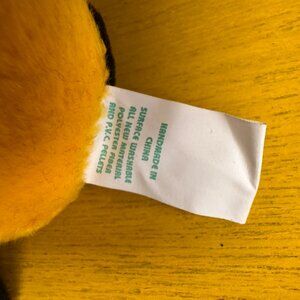 HANDMADE IN
CHINA
SURFACE WASHABLE
ALL NEW MATERIAL
POLYESTER FIBER
AND P.V.C. PELLETS